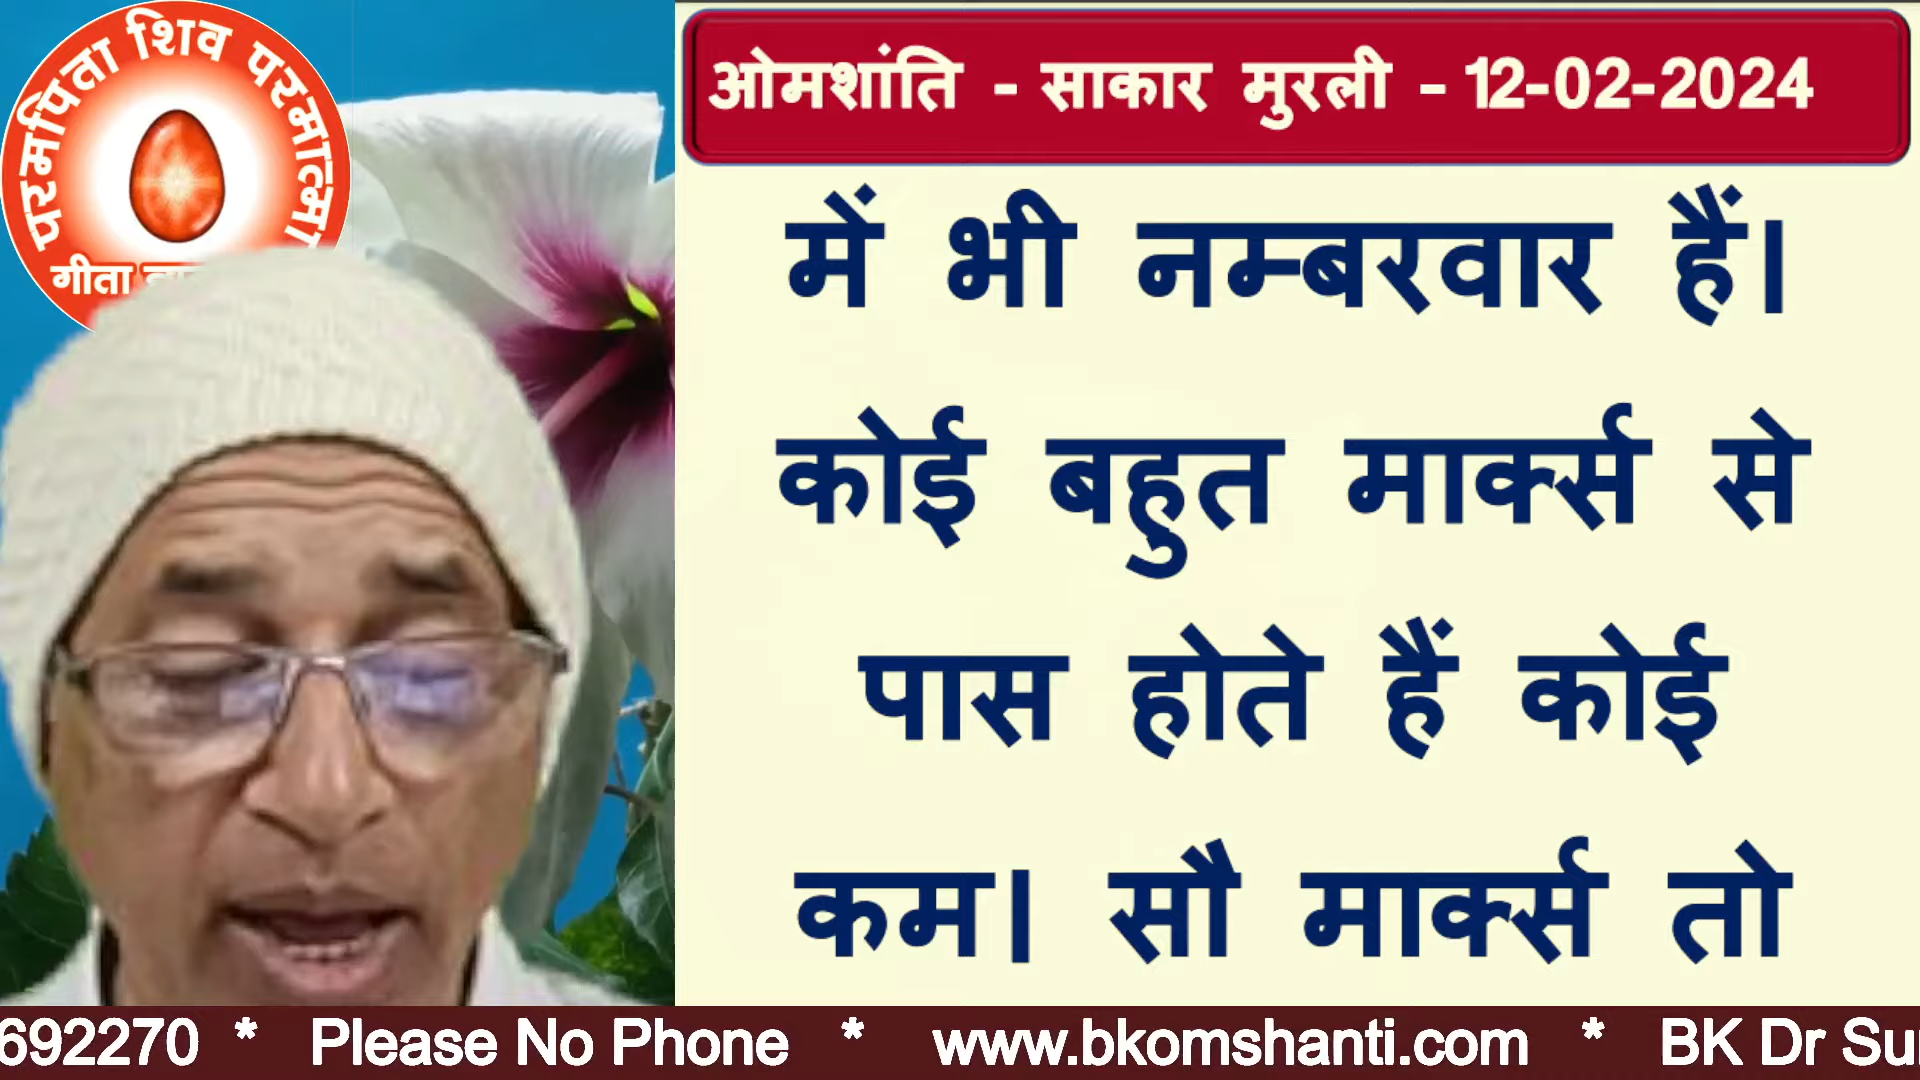 परमपिता शिव परमात्मा
गीता
ओमशांति - साकार मुरली - 12-02-2024
में भी नम्बरवार हैं।
कोई बहुत मार्क्स से
पास होते हैं कोई
कम। सौ मार्क्स तो
692270 * Please No Phone * www.bkomshanti.com * BK Dr Su